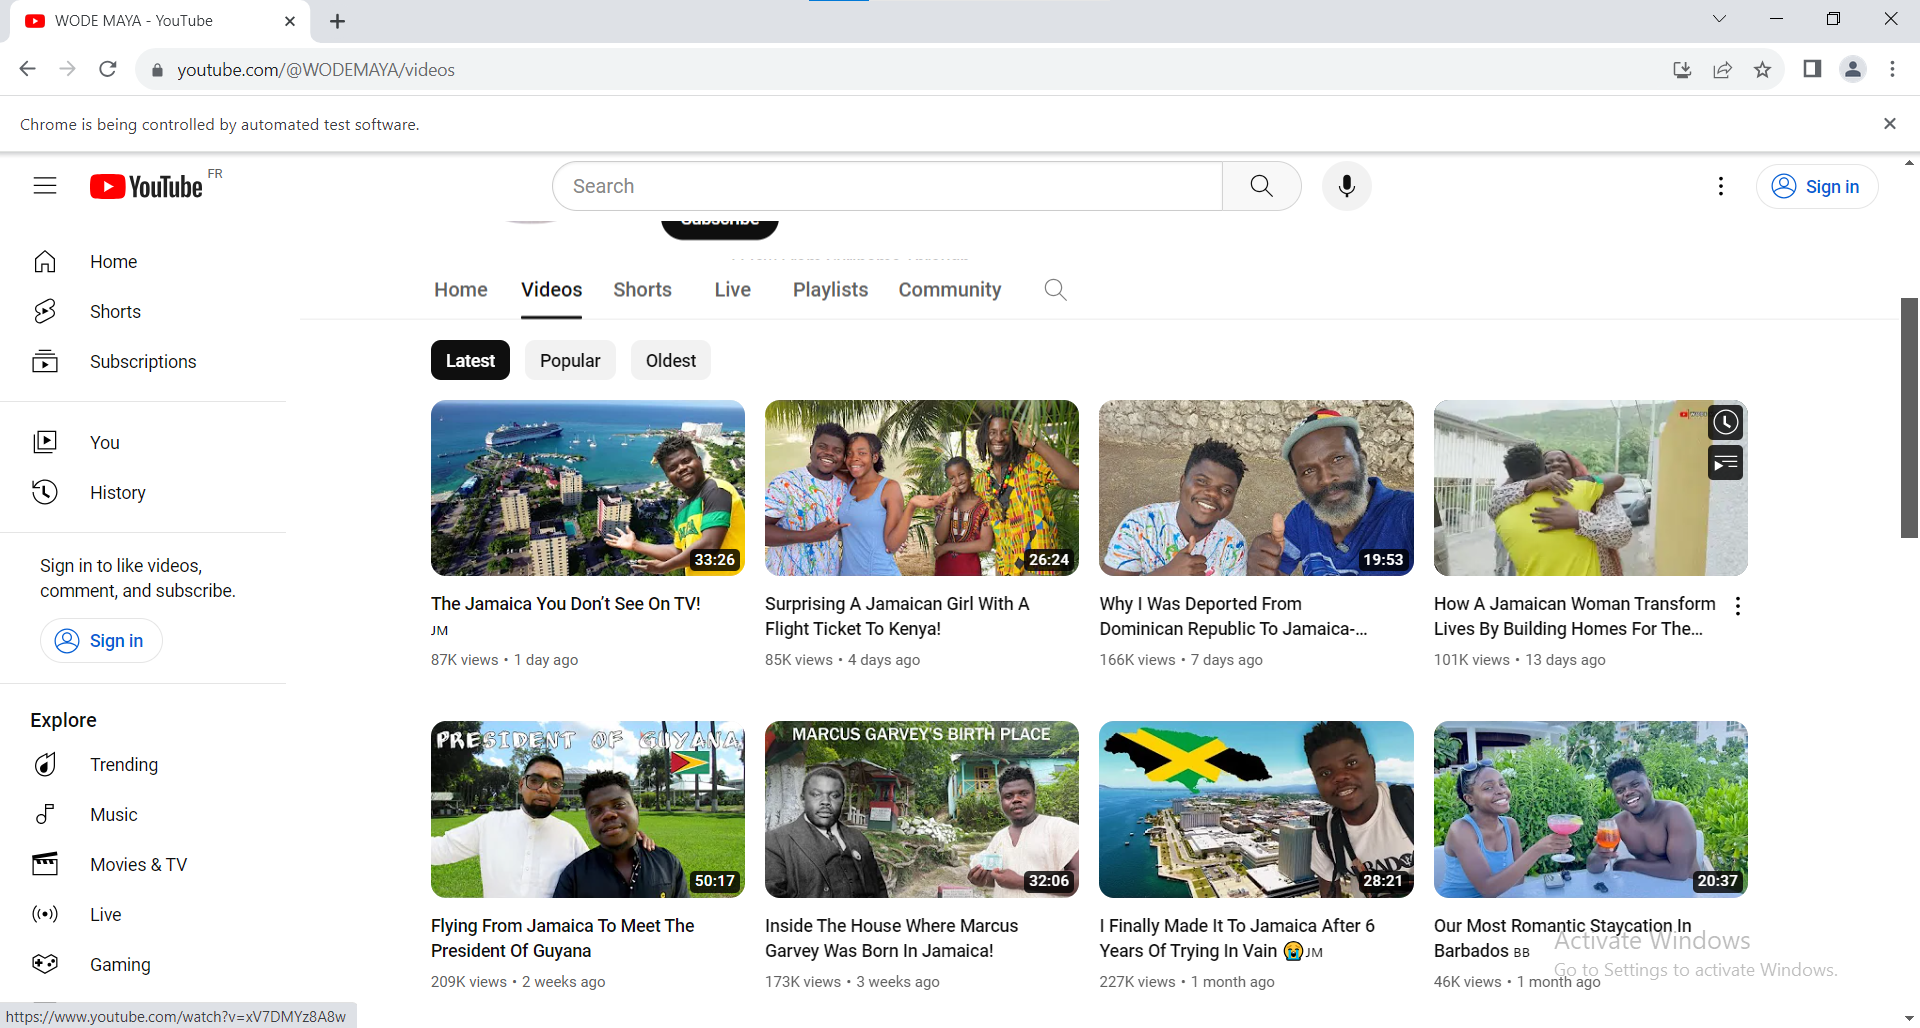 WODE MAYA - YouTube
youtube.com/@WODEMAYA/videos
Chrome is being controlled by automated test software.
YouTube FR
Search
Sign in
Subscribe
Home
Videos
Shorts
Live
Playlists
Community
Home
Shorts
Subscriptions
You
History
Sign in to like videos,
comment, and subscribe.
Sign in
Explore
Trending
Music
Movies & TV
Live
Gaming
Latest
Popular
Oldest
33:26
The Jamaica You Don't See On TV!
JM
87K views • 1 day ago
26:24
Surprising A Jamaican Girl With A
Flight Ticket To Kenya!
85K views • 4 days ago
19:53
Why I Was Deported From
Dominican Republic To Jamaica-...
166K views • 7 days ago
How A Jamaican Woman Transform
Lives By Building Homes For The...
101K views • 13 days ago
PRESIDENT OF GUYANA
50:17
Flying From Jamaica To Meet The
President Of Guyana
209K views • 2 weeks ago
MARCUS GARVEY'S BIRTH PLACE
32:06
Inside The House Where Marcus
Garvey Was Born In Jamaica!
173K views • 3 weeks ago
28:21
I Finally Made It To Jamaica After 6
Years Of Trying In Vain 😭JM
227K views • 1 month ago
20:37
Our Most Romantic Staycation In
Barbados BB
46K views • 1 month ago
Activate Windows
Go to Settings to activate Windows.
https://www.youtube.com/watch?v=xV7DMYz8A8w